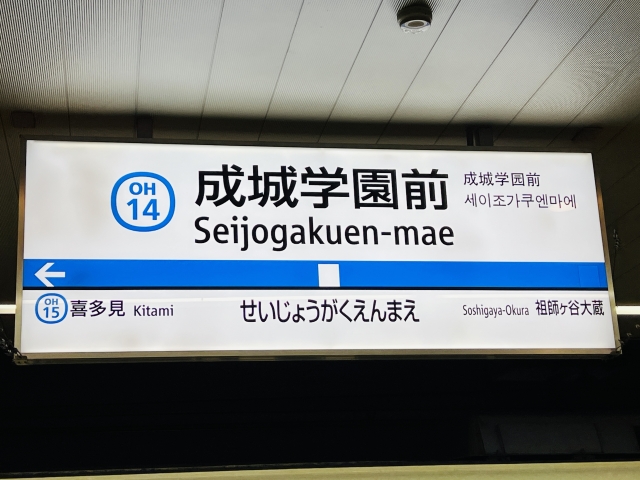 OH
14
成城学園前
Seijogakuen-mae
成城学园前
세이조가쿠엔마에
OH
15
喜多見 Kitami
せいじょうがくえんまえ
Soshigaya-Okura 祖師ヶ谷大蔵